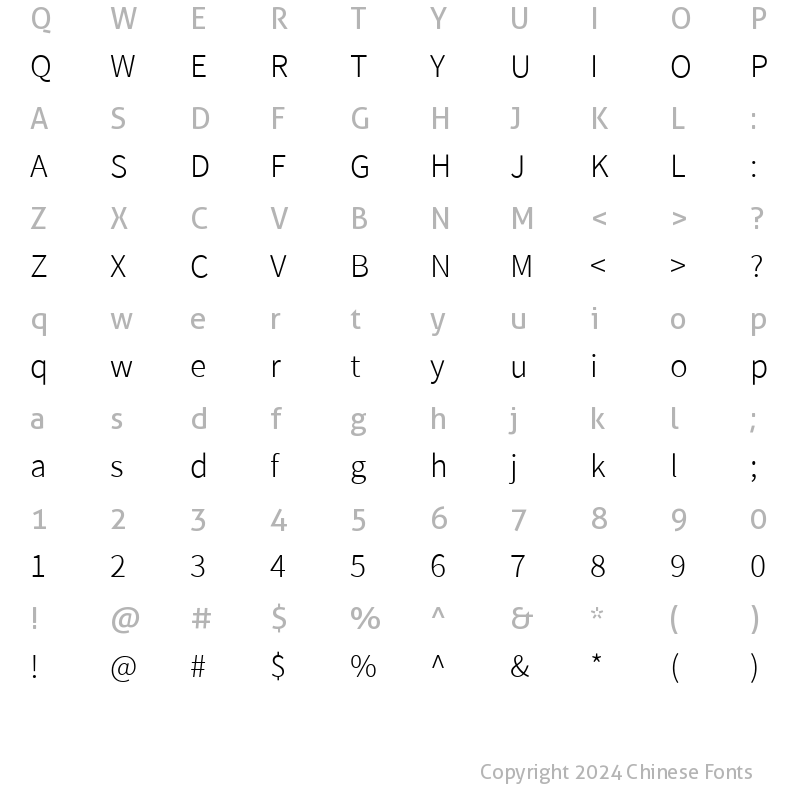 Q W E R T Y U I O P
Q W E R T Y U I O P
A S D F G H J K L :
A S D F G H J K L :
Z X C V B N M < > ?
Z X C V B N M < > ?
q w e r t y u i o p
q w e r t y u i o p
a s d f g h j k l ;
a s d f g h j k l ;
1 2 3 4 5 6 7 8 9 0
1 2 3 4 5 6 7 8 9 0
! @ # $ % ^ & * ( )
! @ # $ % ^ & * ( )
Copyright 2024 Chinese Fonts